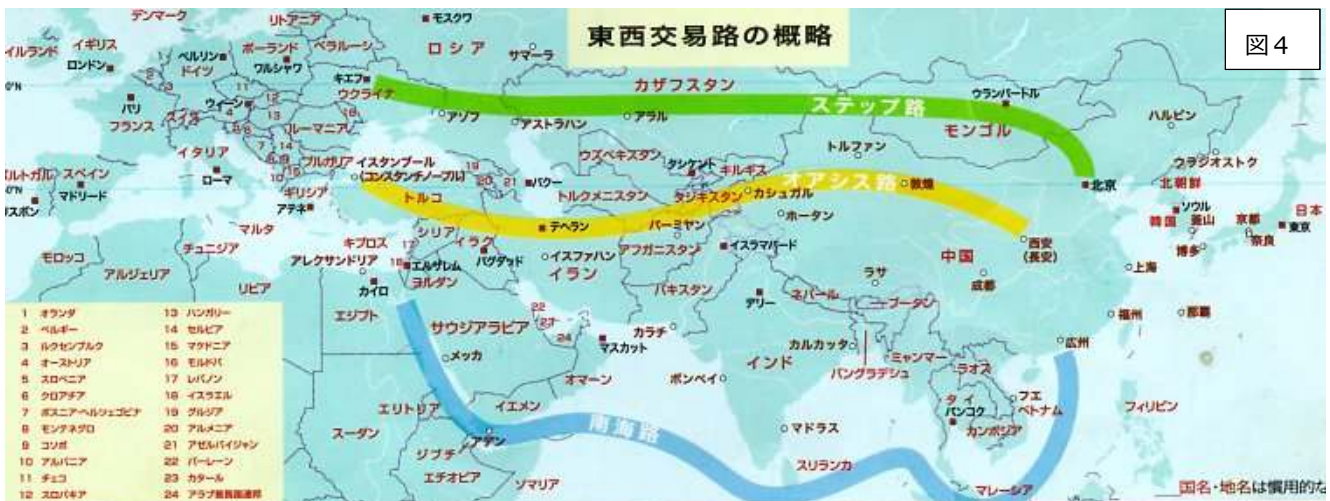 東西交易路の概略
図4
デンマーク
リトアニア
モスクワ
ロシア
サマーラ
イルランド
イギリス
ロンドン
ベルリン
ドイツ
ポーランド
ワルシャワ
ベラルーシ
キエフ
ウクライナ
カザフスタン
ウランバートル
モンゴル
ハルビン
ウラジオストク
ステップ路
パリ
フランス
スイス
ウィーン
ルーマニア
アゾフ
アストラハン
アラル
トルファン
イタリア
ローマ
ブルガリア
イスタンブール
(コンスタンチノーブル)
ギリシア
アテネ
トルコ
バクー
ウズベキスタン
タシケント
キルギス
トルクメニスタン
タジキスタン
カシュガル
オアシス路
敦煌
北京
北朝鮮
ソウル
韓国
釜山
京都
日本
東京
奈良
博多
ポルトガル
スペイン
マドリード
リスボン
マルタ
チュニジア
モロッコ
アルジェリア
リビア
キプロス
シリア
イラク
テヘラン
バーミヤン
ホータン
アレクサンドリア
エルザレム
ヨルダン
バグダッド
イスファハン
イラン
アフガニスタン
イスラマバード
中国
西安
(長安)
ラサ
成都
上海
カイロ
エジプト
サウジアラビア
パキスタン
デリー
ネパール
ブータン
福州
那覇
メッカ
マスカット
カラチ
インド
カルカッタ
ミャンマー
ラオス
広州
オマーン
ボンベイ
バングラデシュ
タイ
バンコク
フエ
ベトナム
カンボジア
フィリピン
エリトリア
イエメン
スーダン
アデン
南海路
マドラス
ジブチ
エチオピア
ソマリア
スリランカ
マレーシア
国名・地名は慣用的な
1 オランダ
2 ベルギー
3 ルクセンブルク
4 オーストリア
5 スロベニア
6 クロアチア
7 ボスニア・ヘルツェゴビナ
8 モンテネグロ
9 コソボ
10 アルバニア
11 チェコ
12 スロバキア
13 ハンガリー
14 セルビア
15 マケドニア
16 モルドバ
17 レバノン
18 イスラエル
19 グルジア
20 アルメニア
21 アゼルバイジャン
22 バーレーン
23 カタール
24 アラブ首長国連邦